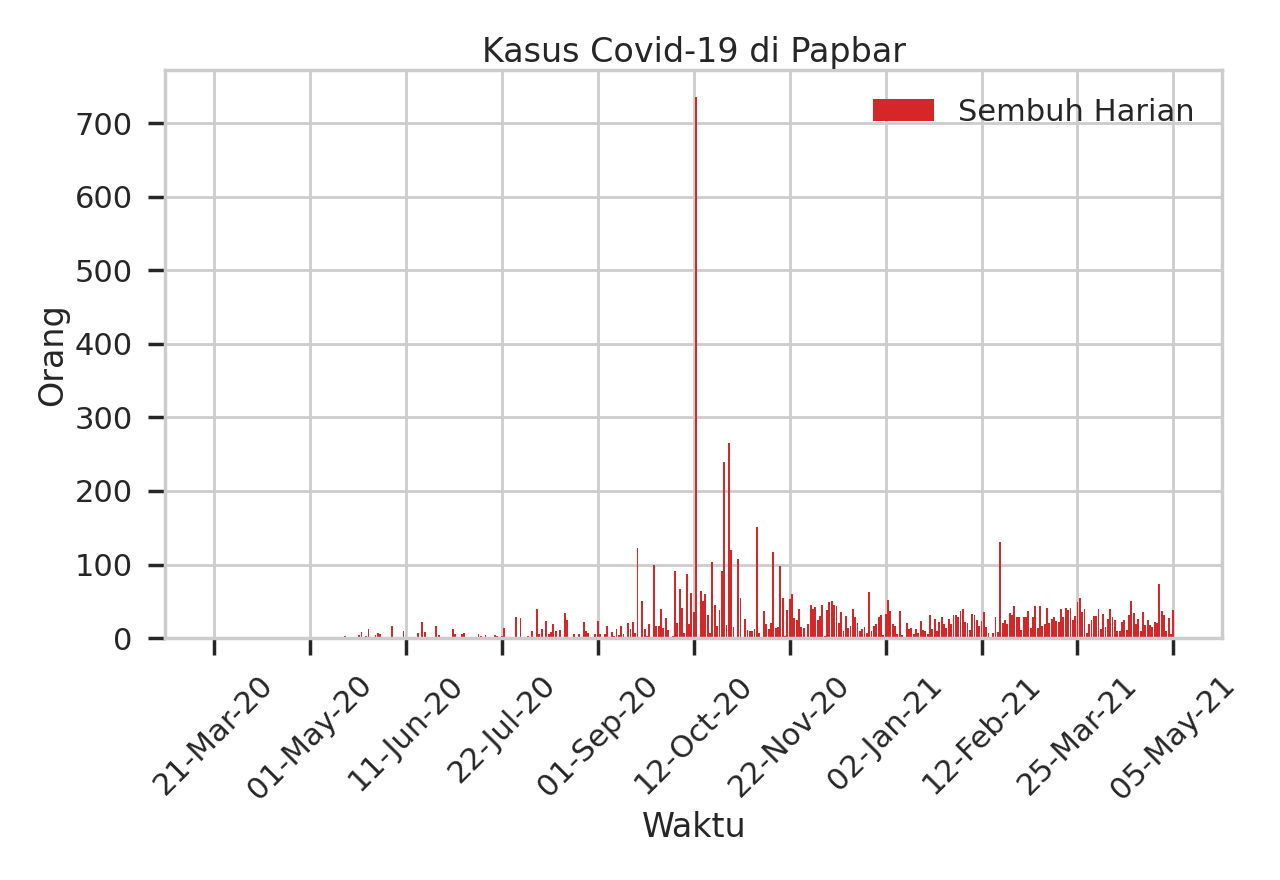 Kasus Covid-19 di Papbar
Sembuh Harian
700
600
500
400
300
200
100
0
Orang
21-Mar-20
01-May-20
11-Jun-20
22-Jul-20
01-Sep-20
12-Oct-20
22-Nov-20
02-Jan-21
12-Feb-21
25-Mar-21
05-May-21
Waktu